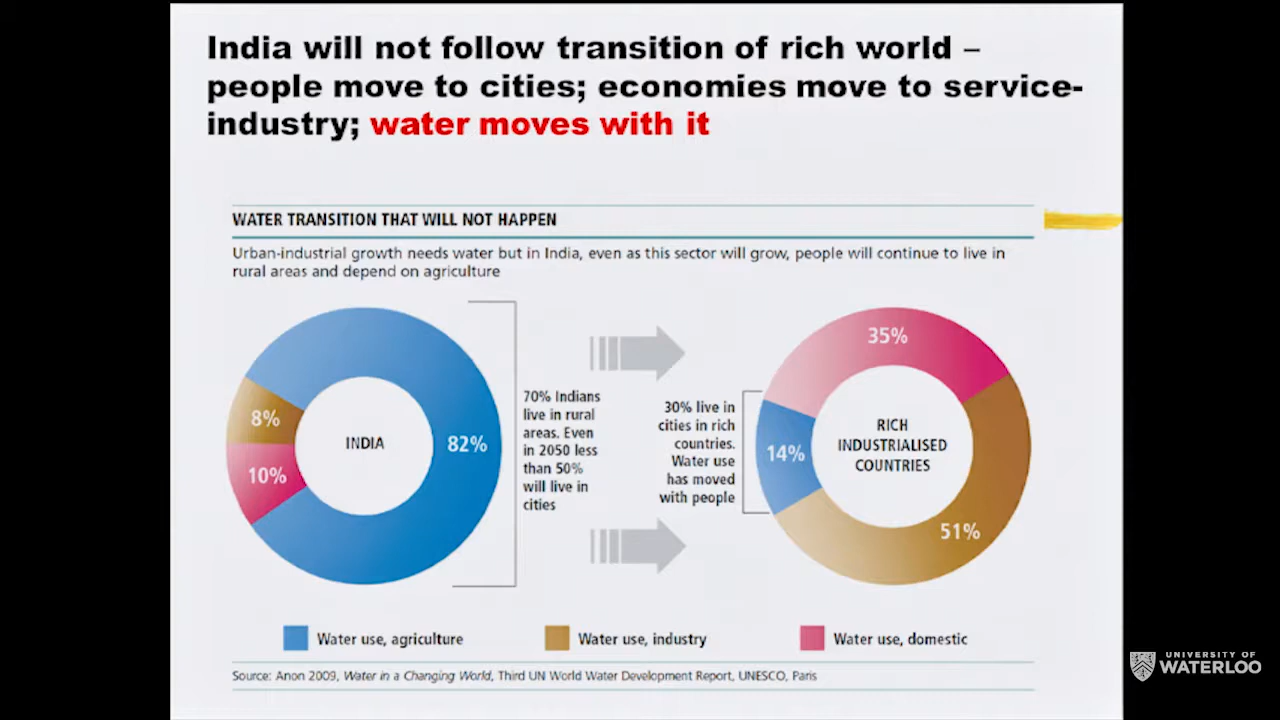 India will not follow transition of rich world –
people move to cities; economies move to service-
industry; water moves with it
WATER TRANSITION THAT WILL NOT HAPPEN
Urban-industrial growth needs water but in India, even as this sector will grow, people will continue to live in
rural areas and depend on agriculture
8%
10%
INDIA
82%
70% Indians
live in rural
areas. Even
in 2050 less
than 50%
will live in
cities
30% live in
cities in rich
countries.
Water use
has moved
with people
35%
14%
RICH
INDUSTRIALISED
COUNTRIES
51%
Water use, agriculture
Water use, industry
Water use, domestic
Source: Anon 2009, Water in a Changing World, Third UN World Water Development Report, UNESCO, Paris
UNIVERSITY OF
WATERLOO